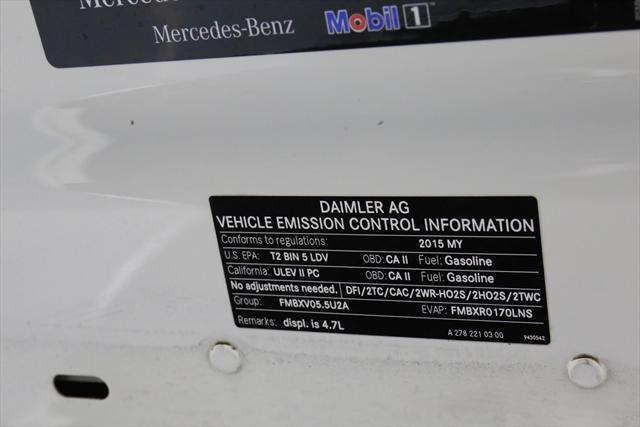 Mercedes-Benz Mobil 1
DAIMLER AG
VEHICLE EMISSION CONTROL INFORMATION
Conforms to regulations: 2015 MY
U.S. EPA: T2 BIN 5 LDV OBD: CA II Fuel: Gasoline
California: ULEV II PC OBD: CA II Fuel: Gasoline
No adjustments needed. DFI/2TC/CAC/2WR-HO2S/2HO2S/2TWC
Group: FMBXV05.5U2A EVAP: FMBXR0170LNS
Remarks: displ. is 4.7L A 278 221 03 00 9430542